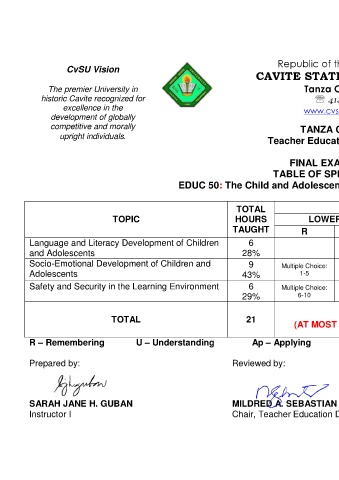 CvSU Vision
The premier University in
historic Cavite recognized for
excellence in the
development of globally
competitive and morally
upright individuals.
Republic of th
CAVITE STAT
Tanza C
☏ 414
www.cvs
TANZA C
Teacher Educat
FINAL EXA
TABLE OF SPE
EDUC 50: The Child and Adolescen
TOPIC
TOTAL
HOURS
TAUGHT
LOWER
R
Language and Literacy Development of Children
and Adolescents
6
28%
Socio-Emotional Development of Children and
Adolescents
9
43%
Multiple Choice:
1-5
Safety and Security in the Learning Environment
6
29%
Multiple Choice:
6-10
TOTAL
21
(AT MOST
R – Remembering U – Understanding Ap – Applying
Prepared by: Reviewed by:
SARAH JANE H. GUBAN MILDRED A. SEBASTIAN
Instructor I Chair, Teacher Education D